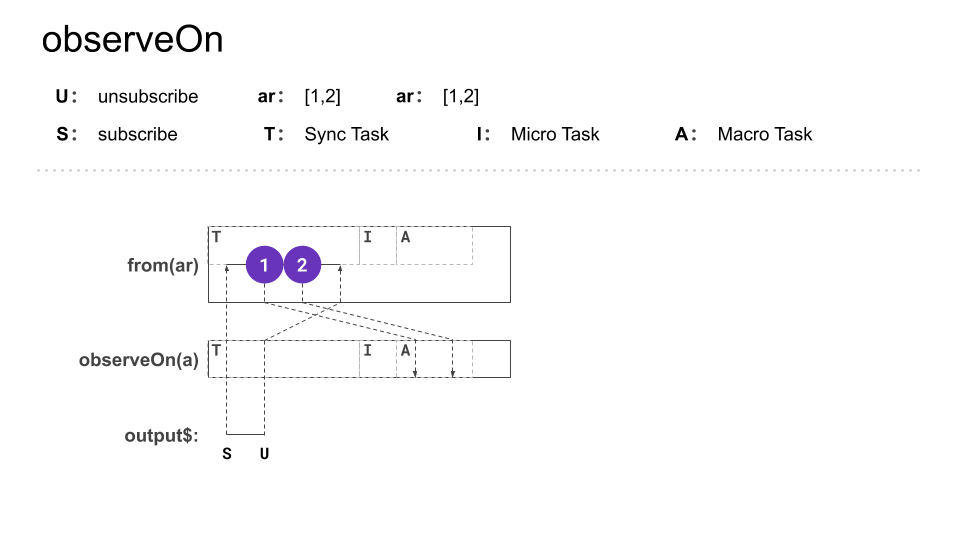 observeOn
U: unsubscribe ar: [1,2] ar: [1,2]
S: subscribe T: Sync Task I: Micro Task A: Macro Task
T I A
from(ar) 1 2
T I A
observeOn(a)
output$:
S U